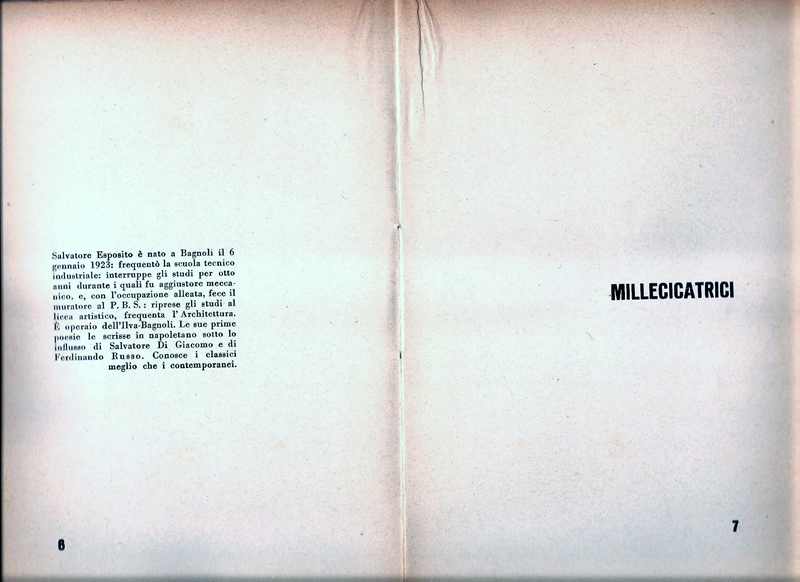 Salvatore Esposito è nato a Bagnoli il 6
gennaio 1923: frequentò la scuola tecnico
industriale: interruppe gli studi per otto
anni durante i quali fu aggiustore mecca-
nico, e, con l'occupazione alleata, fece il
muratore al P. B. S.: riprese gli studi al
licea artistico, frequenta l'Architettura.
È operaio dell'Ilva-Bagnoli. Le sue prime
poesie le scrisse in napoletano sotto lo
influsso di Salvatore Di Giacomo e di
Ferdinando Russo. Conosce i classici
meglio che i contemporanei.
6
MILLECICATRICI
7